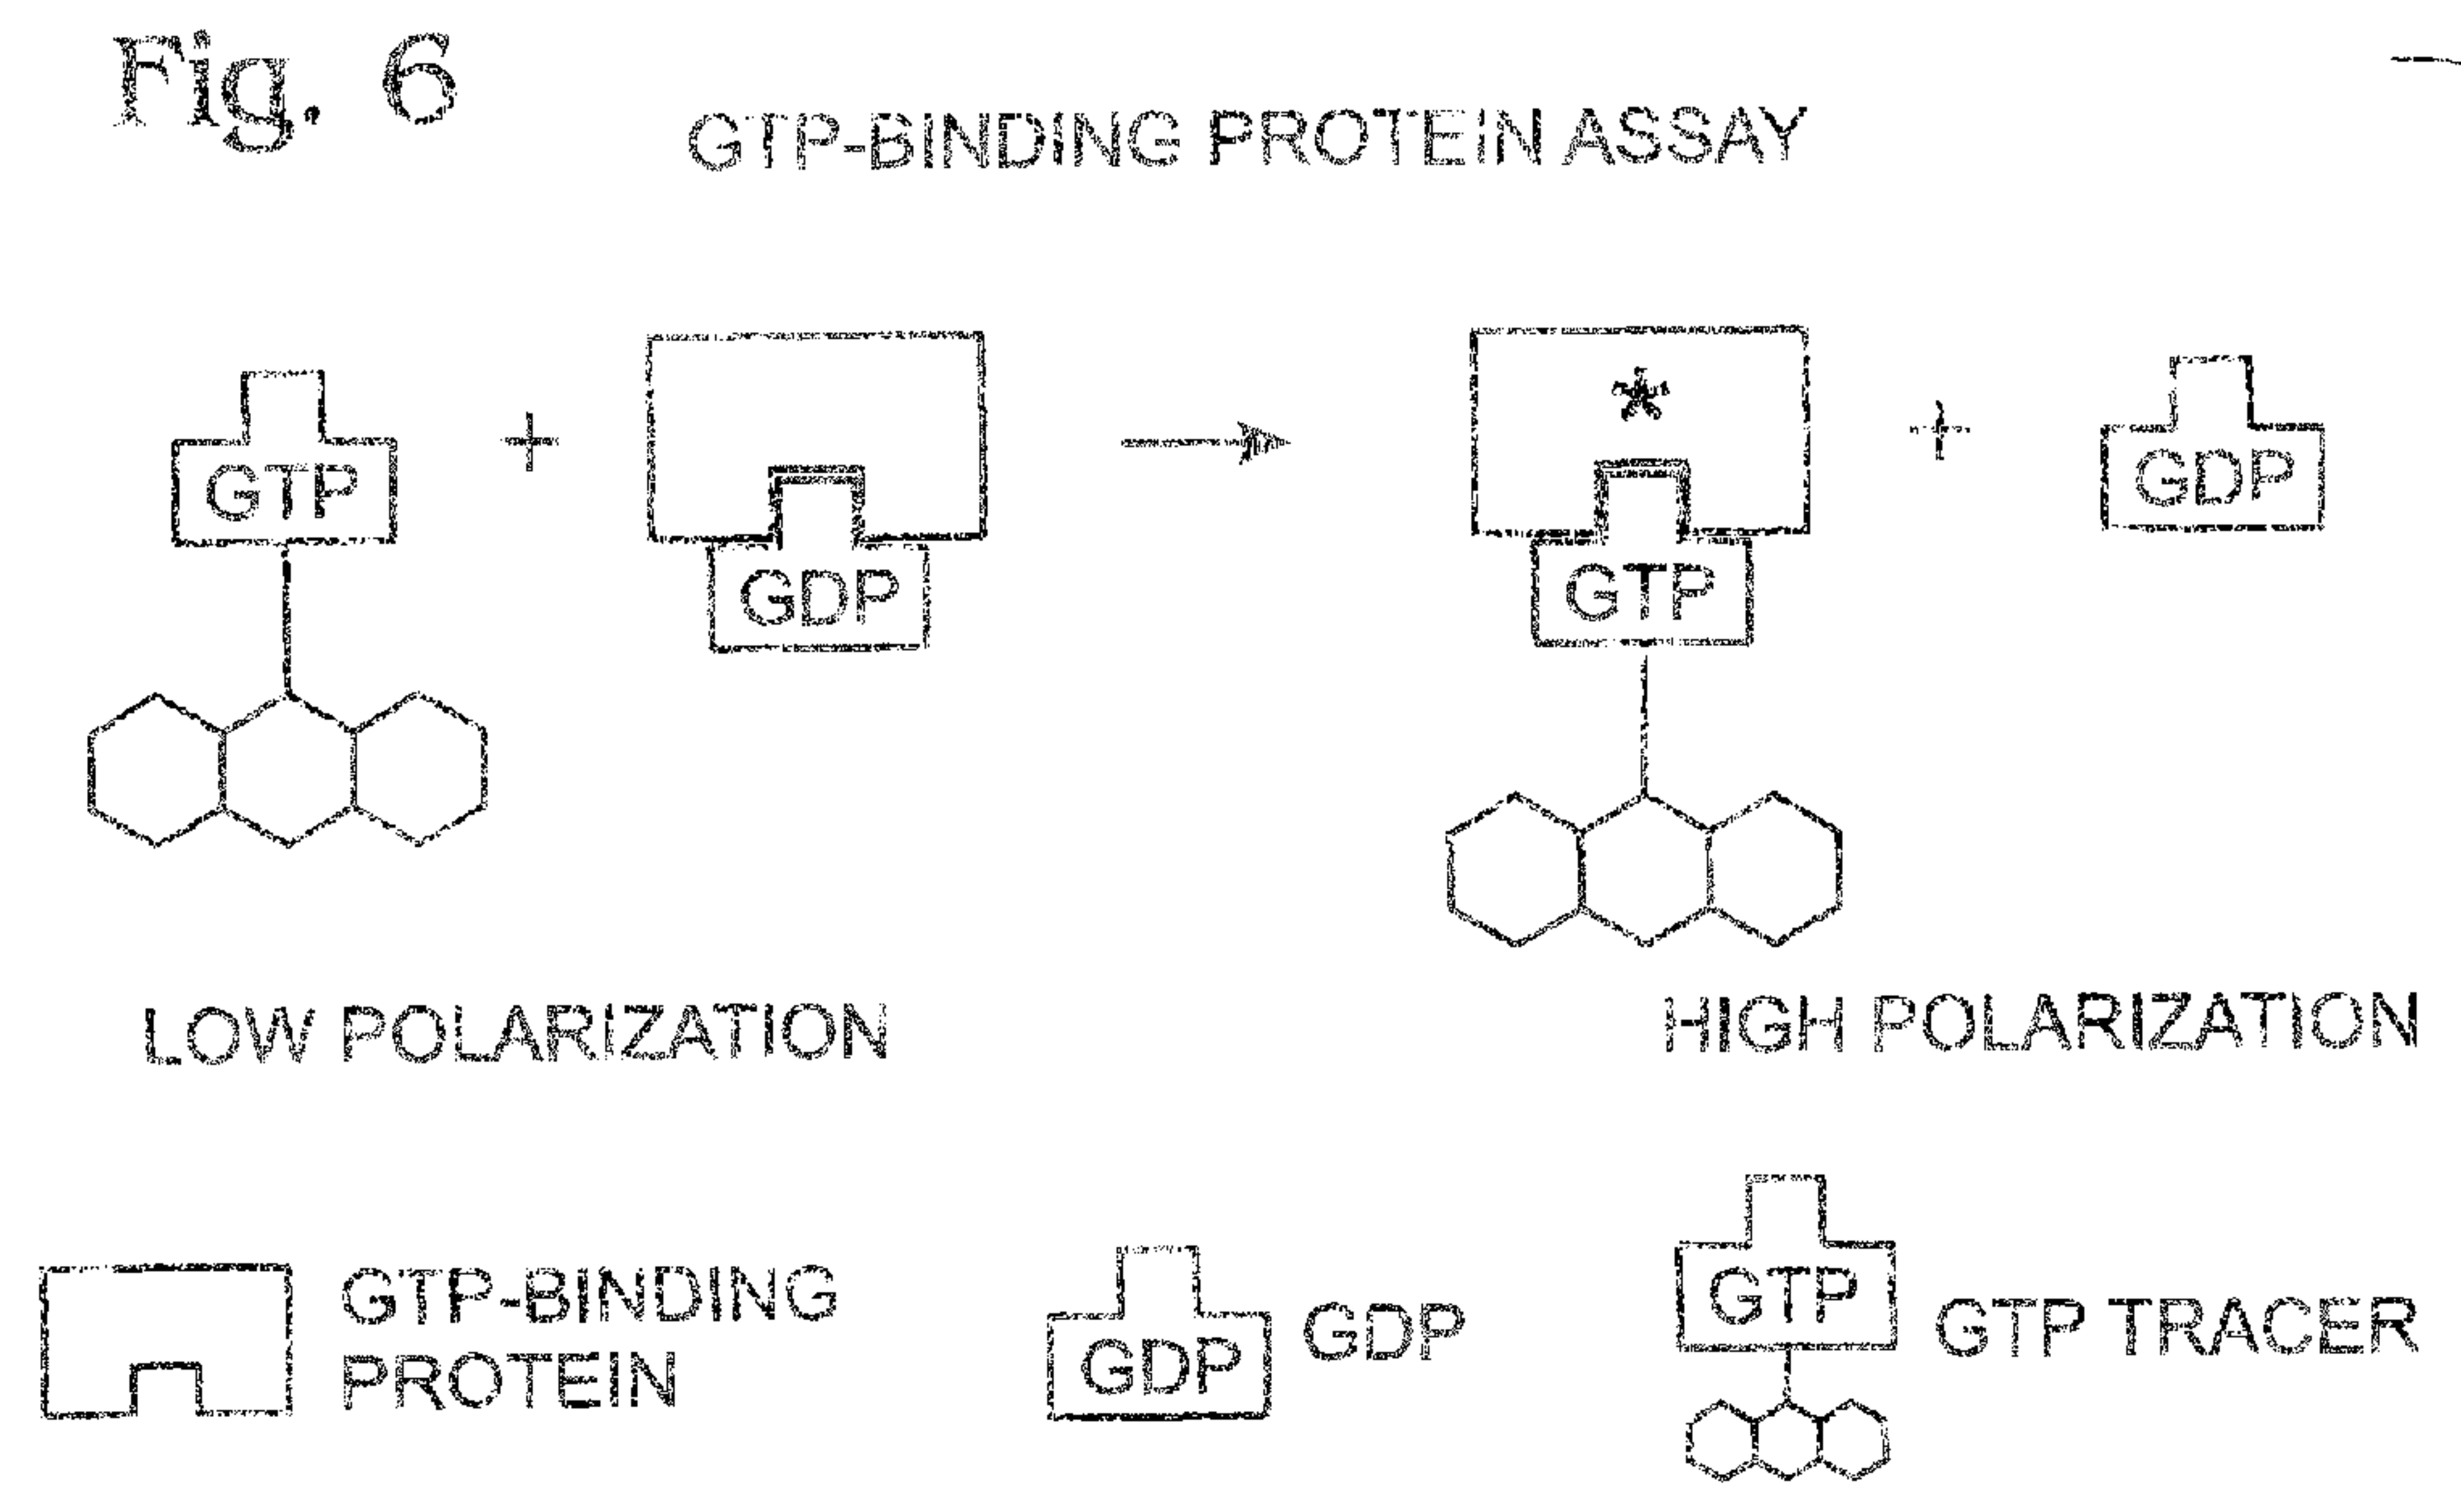 Fig. 6
GTP-BINDING PROTEIN ASSAY
GTP + GDP → * GTP + GDP
LOW POLARIZATION HIGH POLARIZATION
GTP-BINDING
PROTEIN
GDP GDP
GTP GTP TRACER